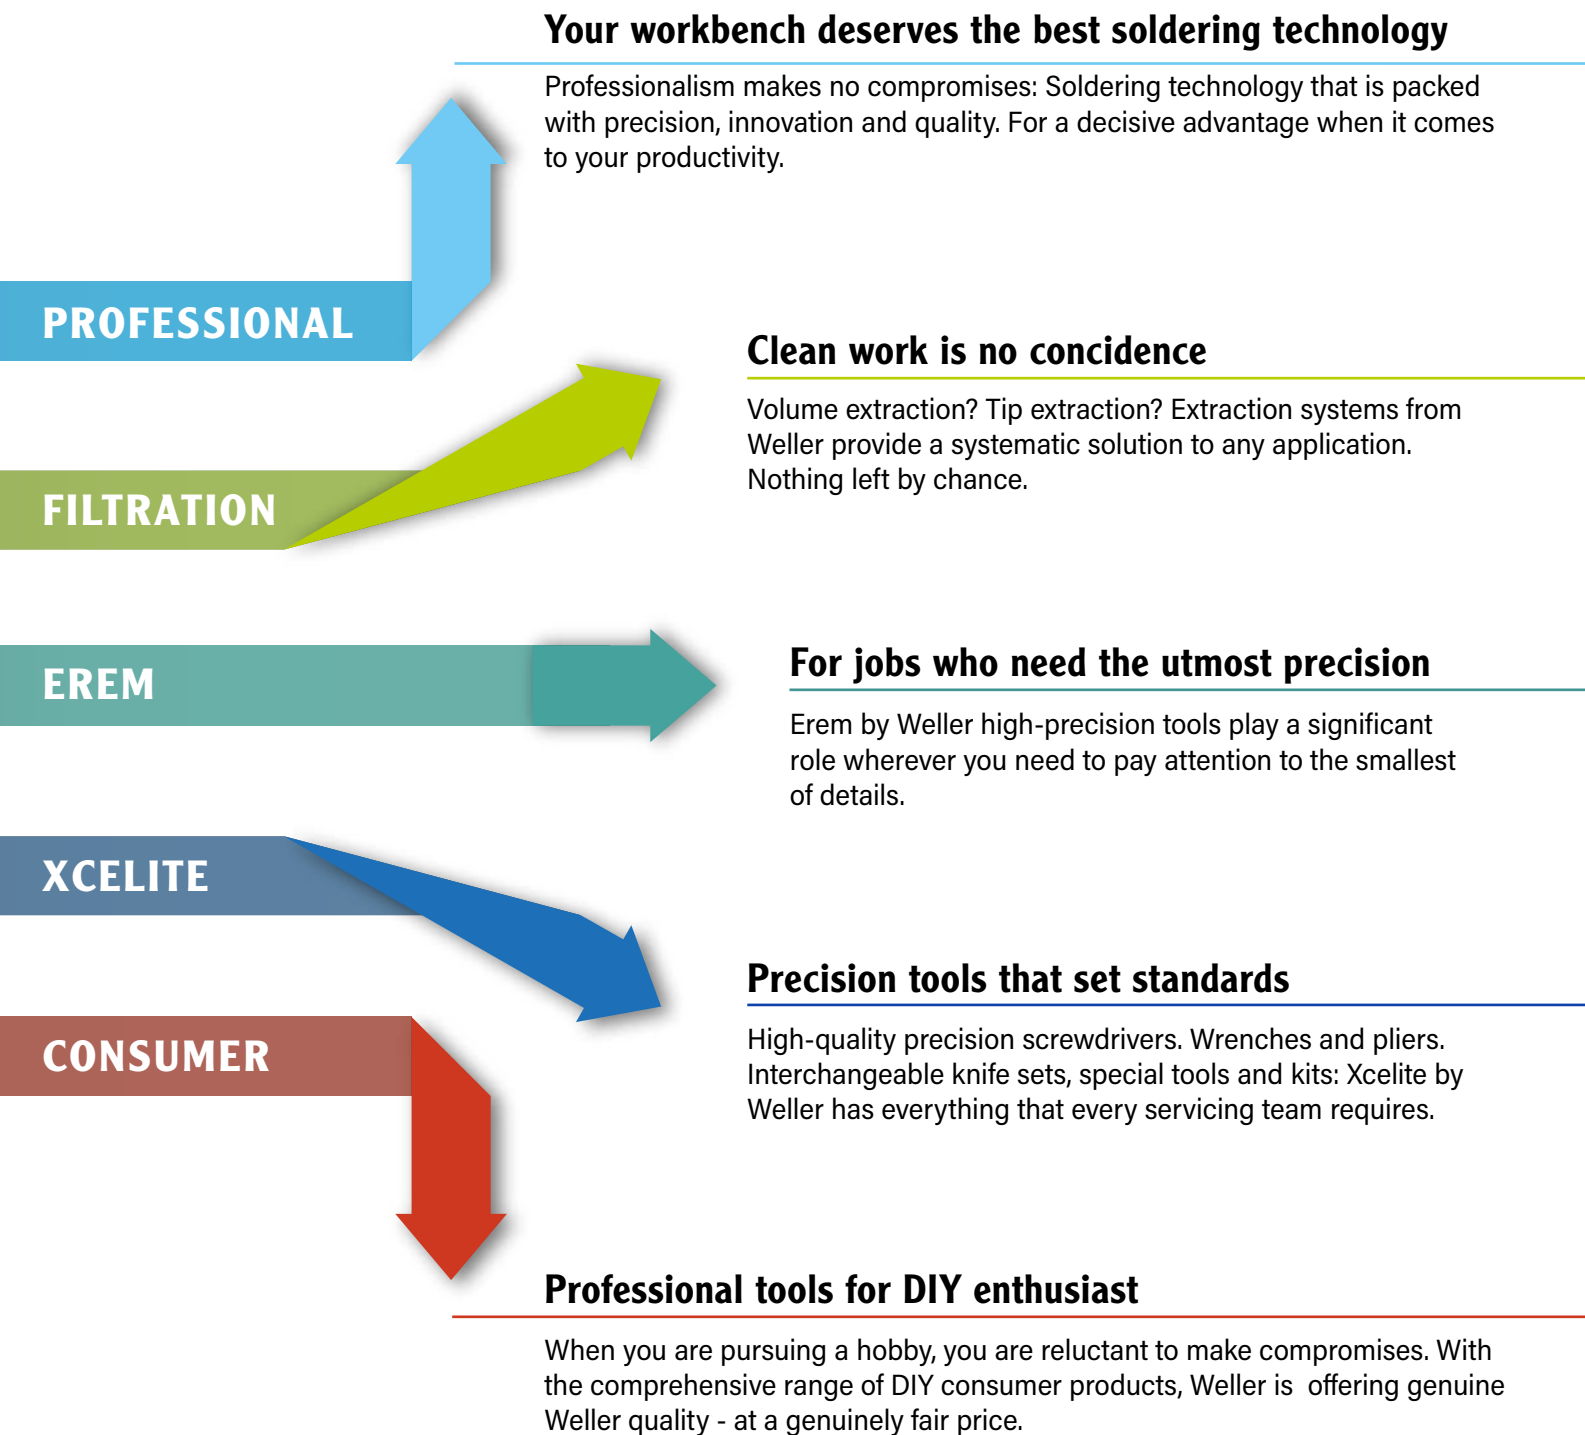 Your workbench deserves the best soldering technology
Professionalism makes no compromises: Soldering technology that is packed
with precision, innovation and quality. For a decisive advantage when it comes
to your productivity.
PROFESSIONAL
Clean work is no concidence
Volume extraction? Tip extraction? Extraction systems from
Weller provide a systematic solution to any application.
Nothing left by chance.
FILTRATION
EREM
For jobs who need the utmost precision
Erem by Weller high-precision tools play a significant
role wherever you need to pay attention to the smallest
of details.
XCELITE
Precision tools that set standards
High-quality precision screwdrivers. Wrenches and pliers.
Interchangeable knife sets, special tools and kits: Xcelite by
Weller has everything that every servicing team requires.
CONSUMER
Professional tools for DIY enthusiast
When you are pursuing a hobby, you are reluctant to make compromises. With
the comprehensive range of DIY consumer products, Weller is  offering genuine
Weller quality - at a genuinely fair price.